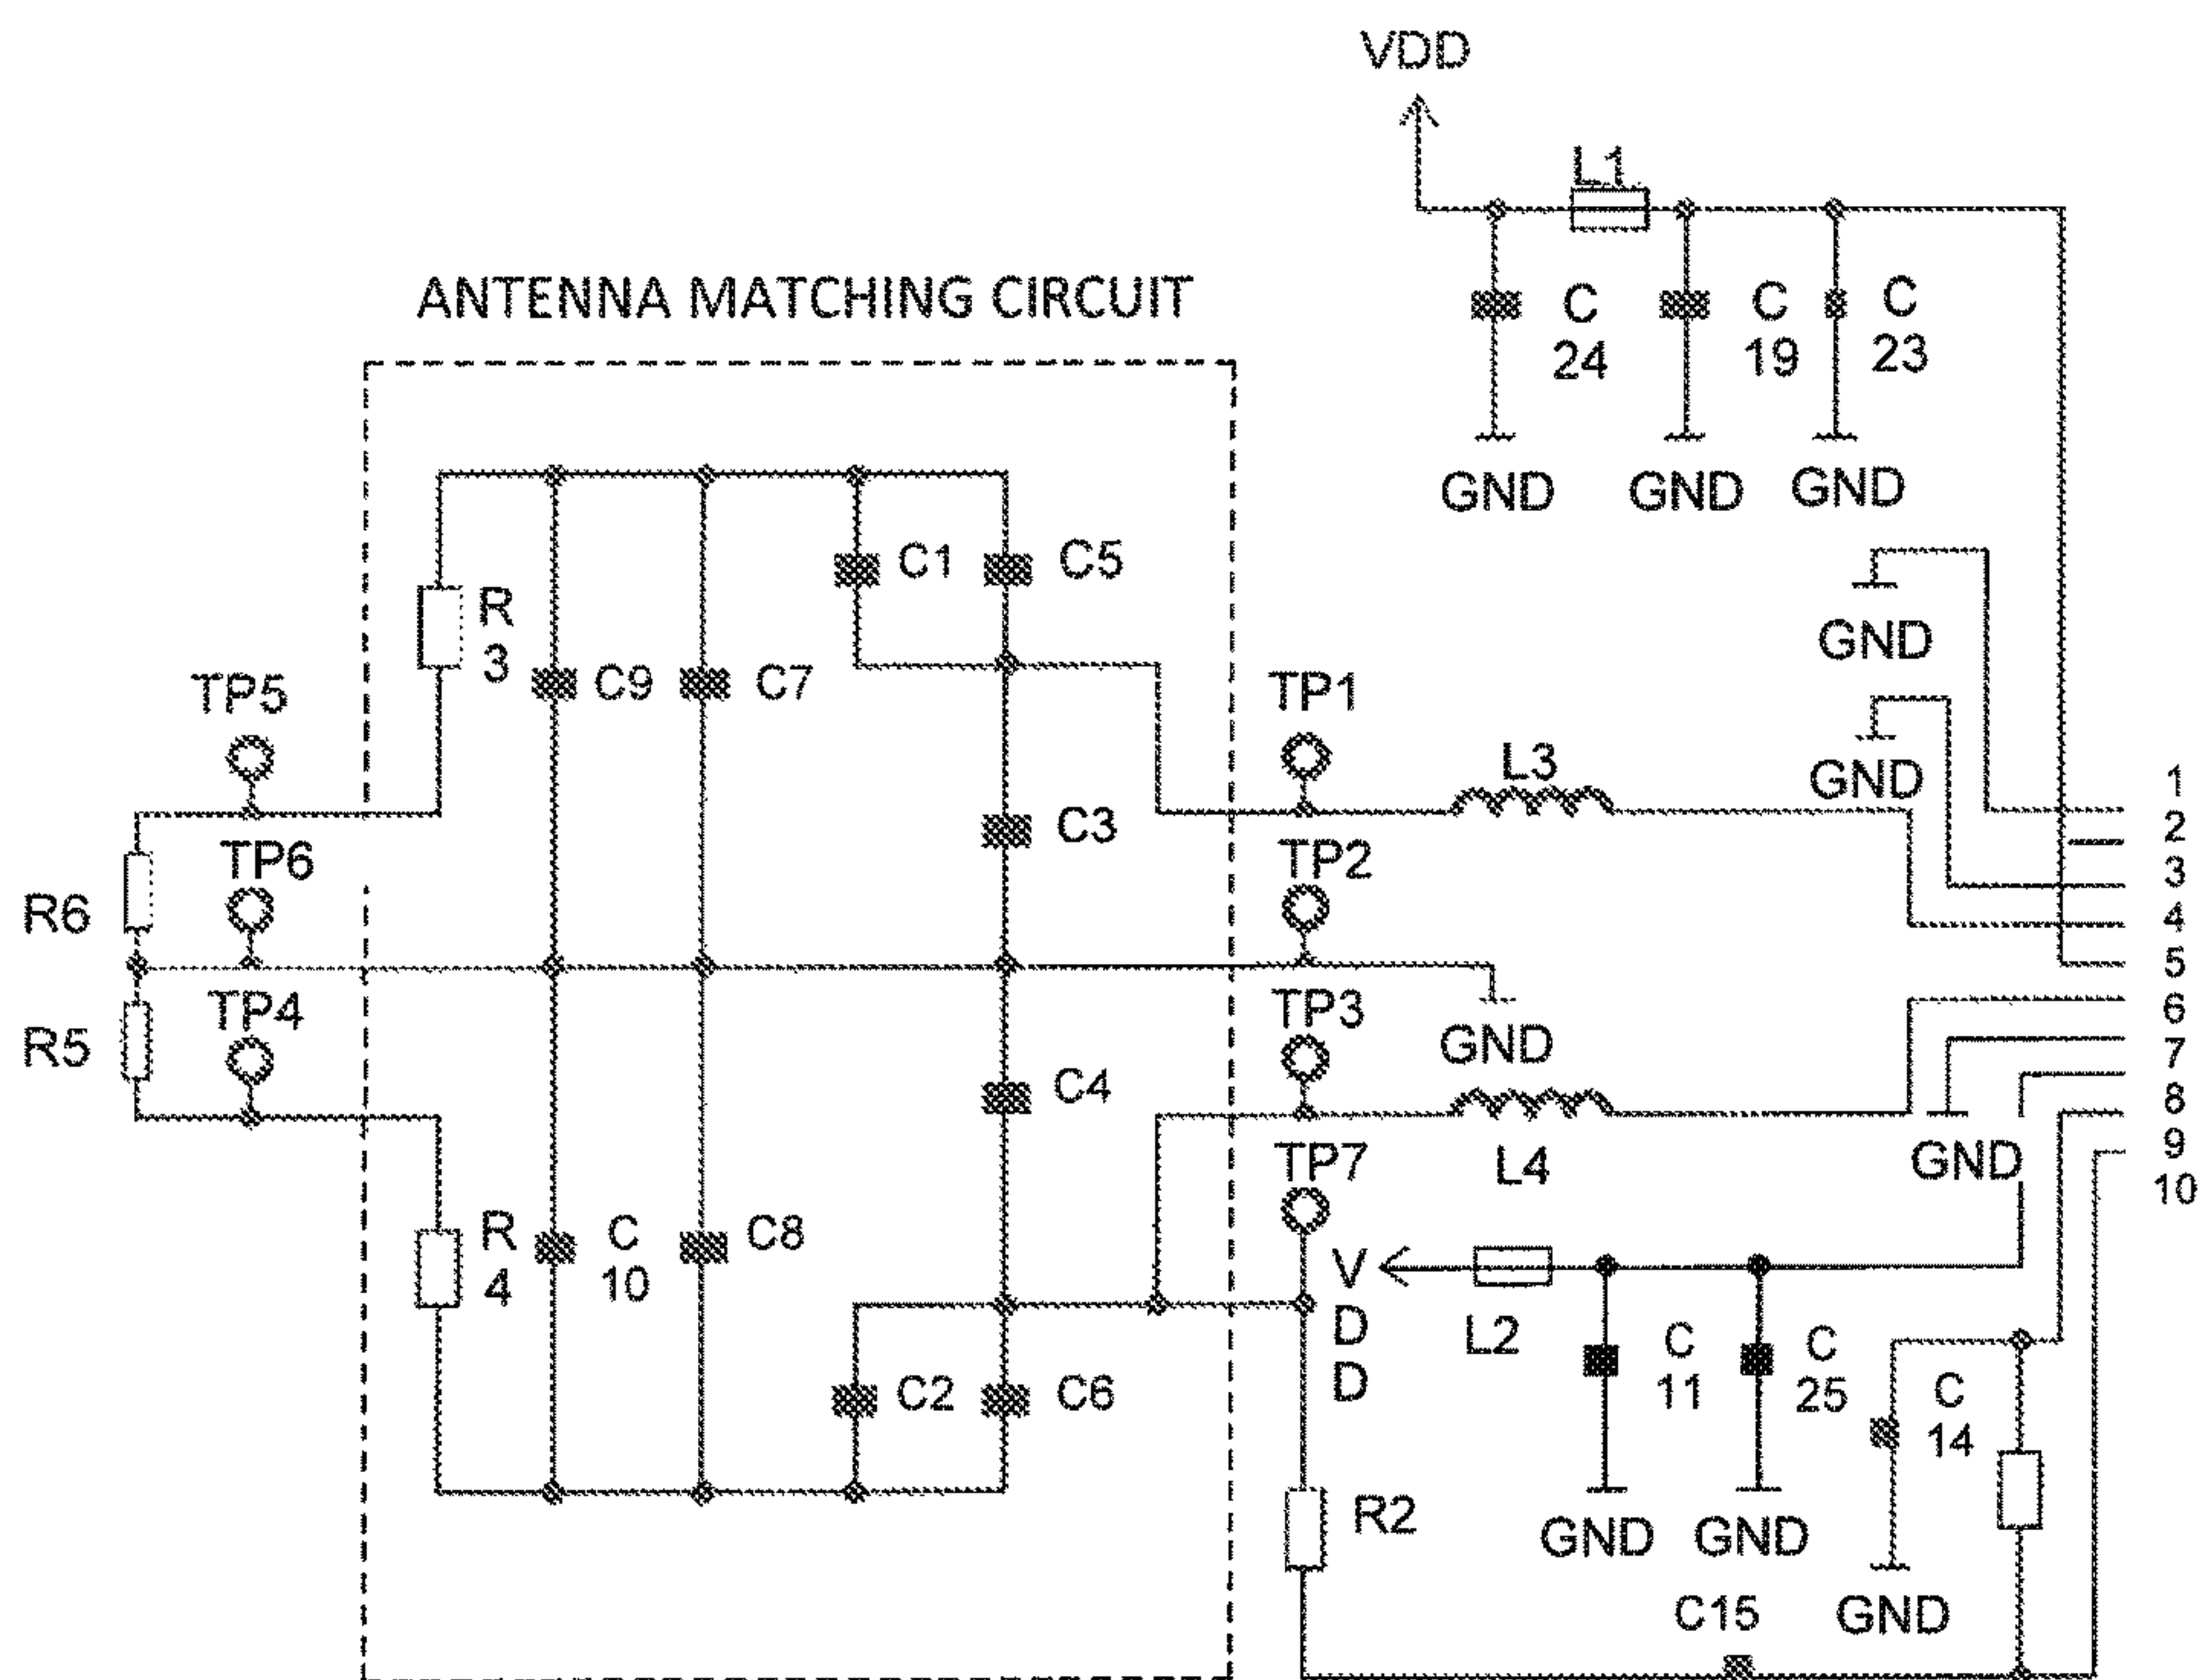 VDD
L1
C
24
C
19
C
23
GND
GND
GND
ANTENNA MATCHING CIRCUIT
C1
C5
R
3
C9
C7
C3
TP5
TP6
R6
TP4
R5
TP1
L3
TP2
TP3
GND
L4
TP7
GND
GND
1
2
3
4
5
6
7
8
9
10
GND
C4
R
4
C
10
C8
C2
C6
V
D
D
L2
C
11
C
25
C
14
R2
GND
GND
C15
GND